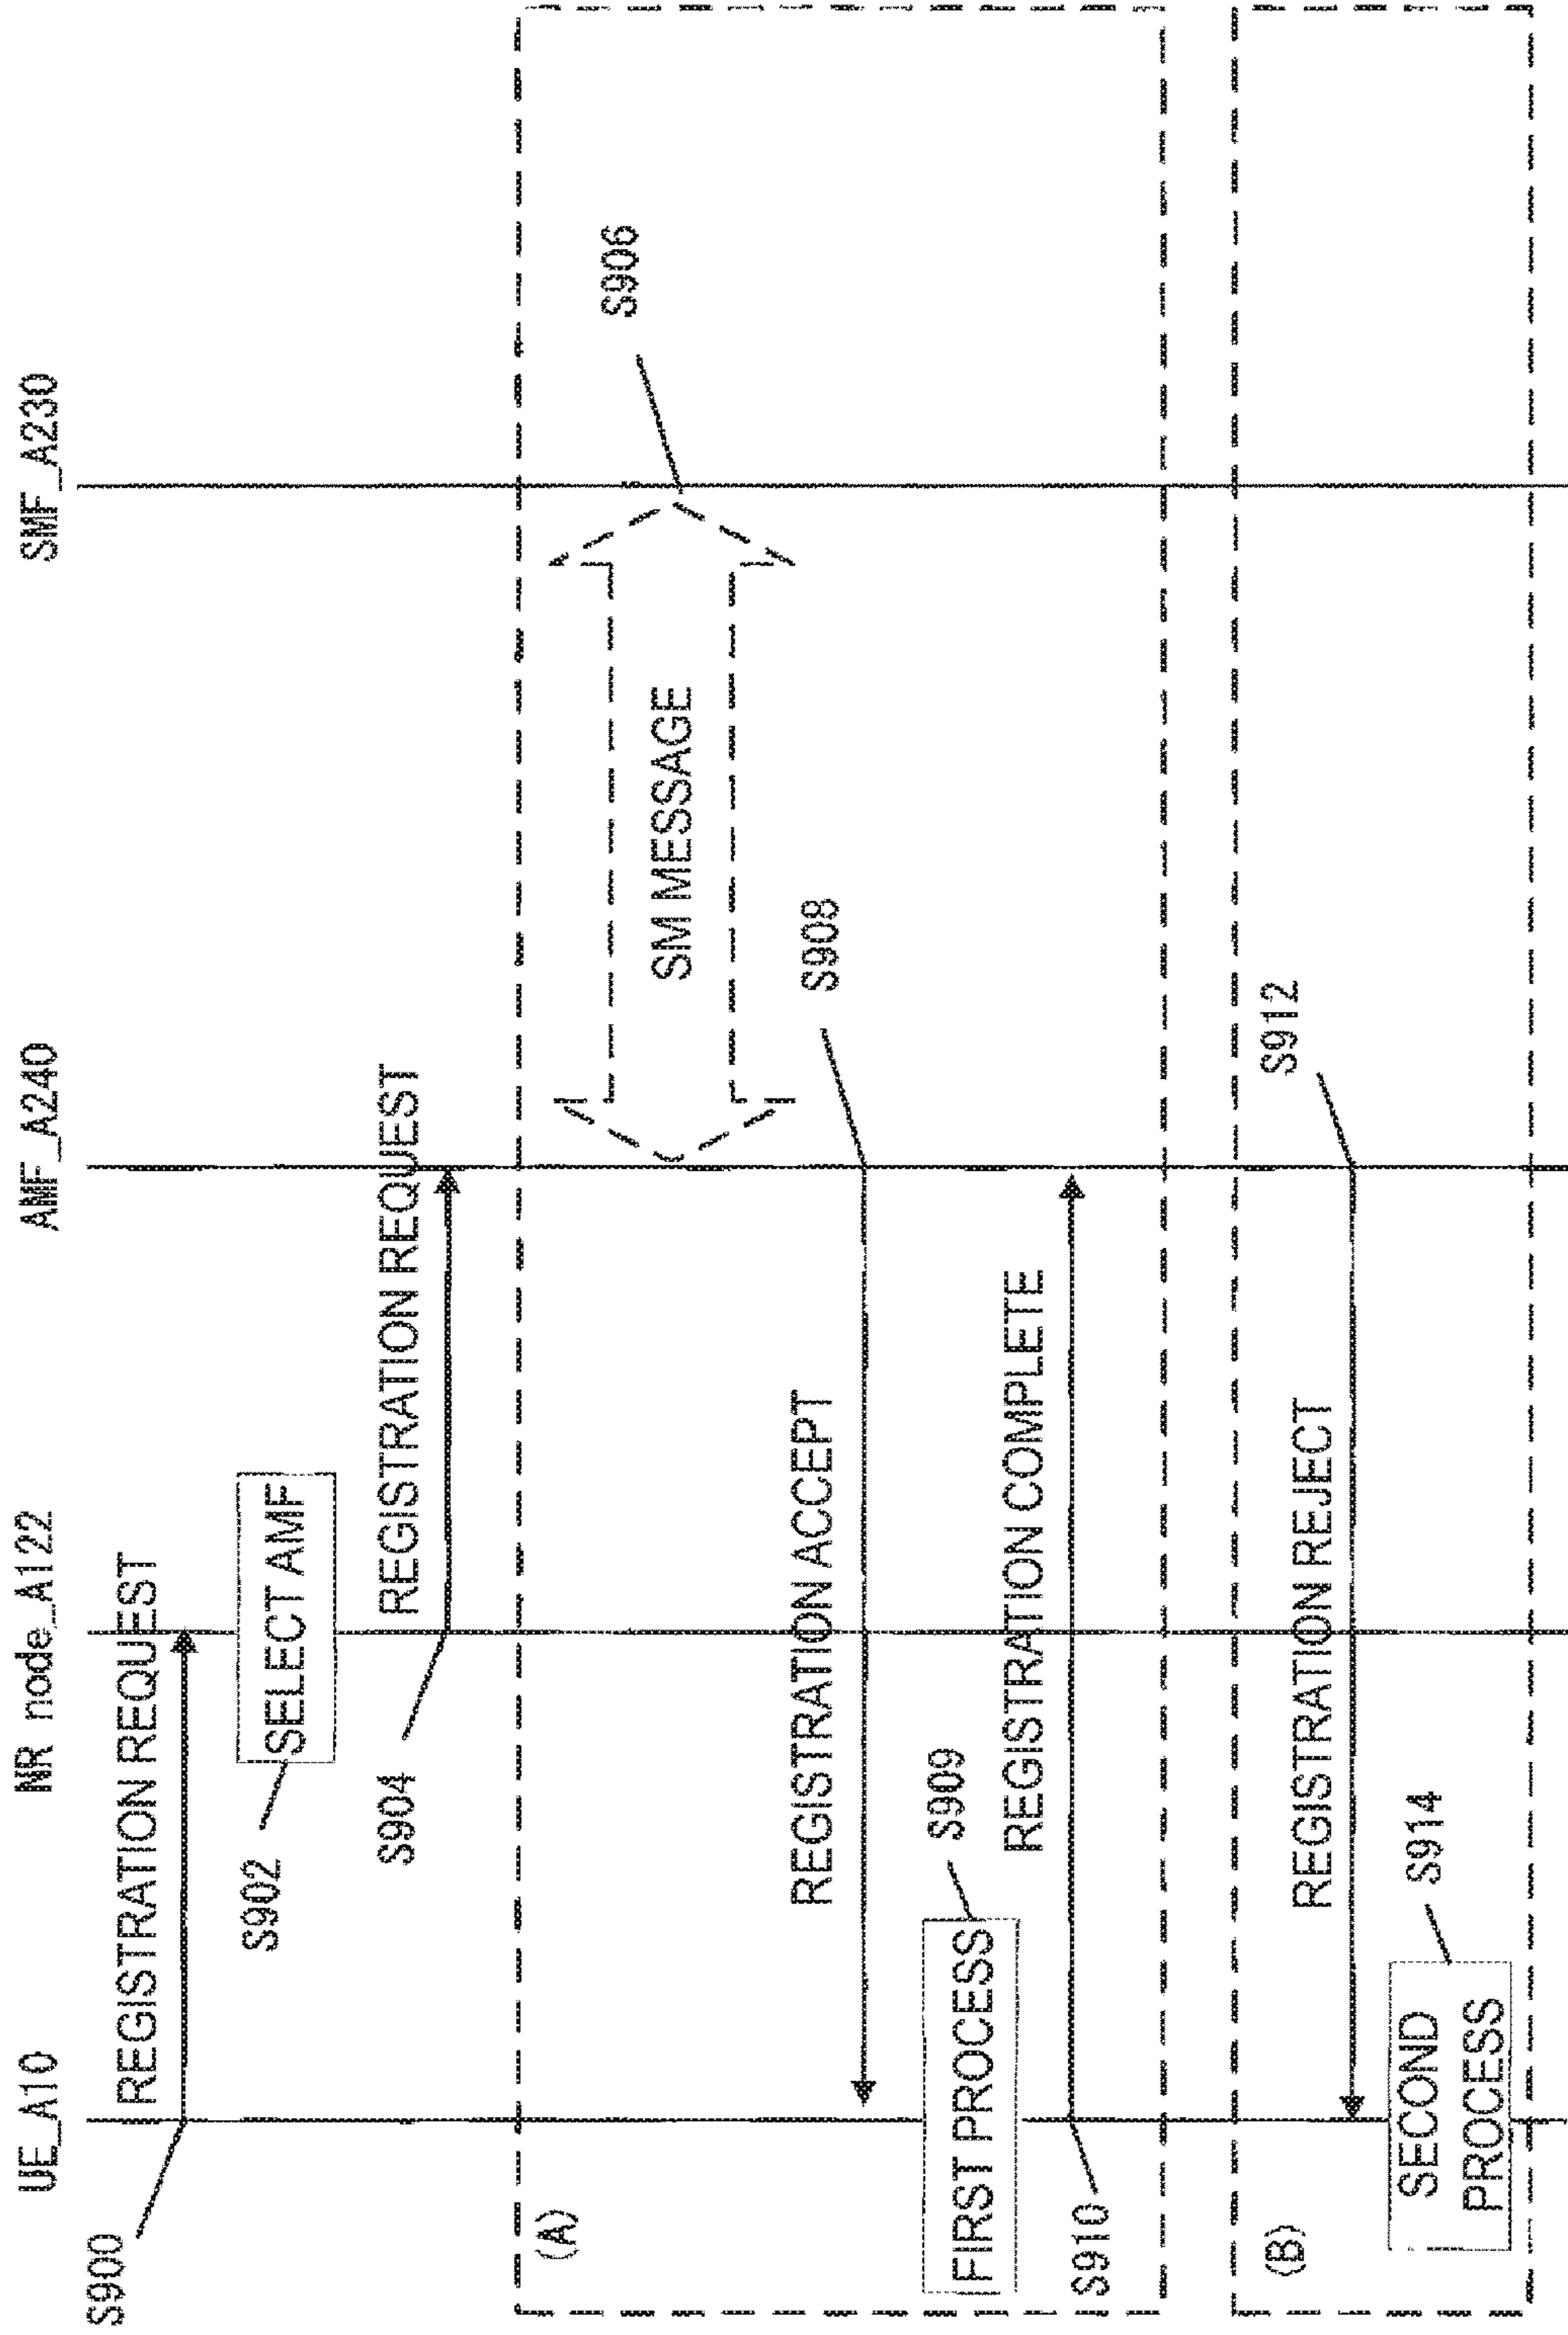 UE_A10
NR node_A122
AMF_A240
SMF_A230
S900
REGISTRATION REQUEST
S902
SELECT AMF
S904
REGISTRATION REQUEST
(A)
SM MESSAGE
S906
REGISTRATION ACCEPT
S908
FIRST PROCESS
S909
S910
REGISTRATION COMPLETE
(B)
REGISTRATION REJECT
S912
SECOND
PROCESS
S914